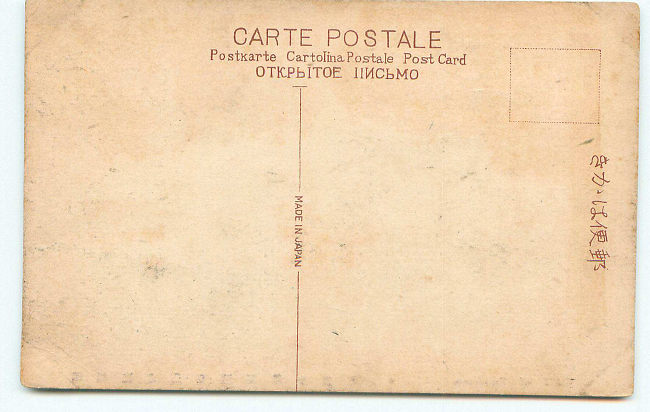 CARTE POSTALE
Postkarte Cartolina Postale Post Card
ОТКРЫТОЕ ПИСЬМО
MADE IN JAPAN
きかは便郵